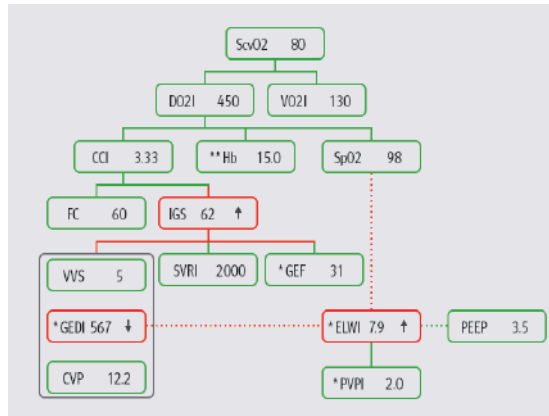 ScvO2 80
DO2I 450
VO2I 130
CCI 3.33
**Hb 15.0
SpO2 98
FC 60
IGS 62 ↑
VVS 5
SVRI 2000
*GEF 31
*GEDI 567 ↓
*ELWI 7.9 ↑
PEEP 3.5
CVP 12.2
*PVPI 2.0